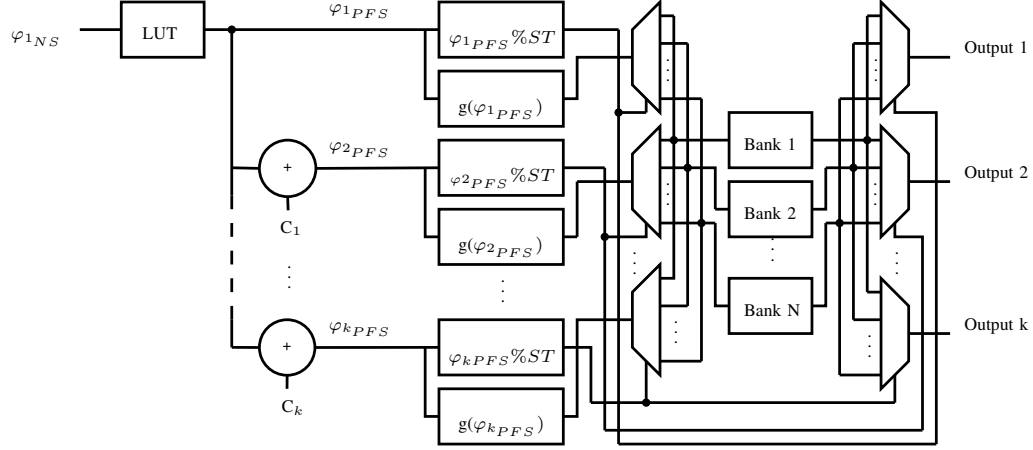 φ₁ₚFS
φ₁NS LUT φ₁PFS%ST Output 1
g(φ₁PFS)
Bank 1
φ₂PFS
+ φ₂PFS%ST Output 2
g(φ₂PFS) Bank 2
C₁
Bank N
φₖPFS Output k
+ φₖPFS%ST
Cₖ g(φₖPFS)